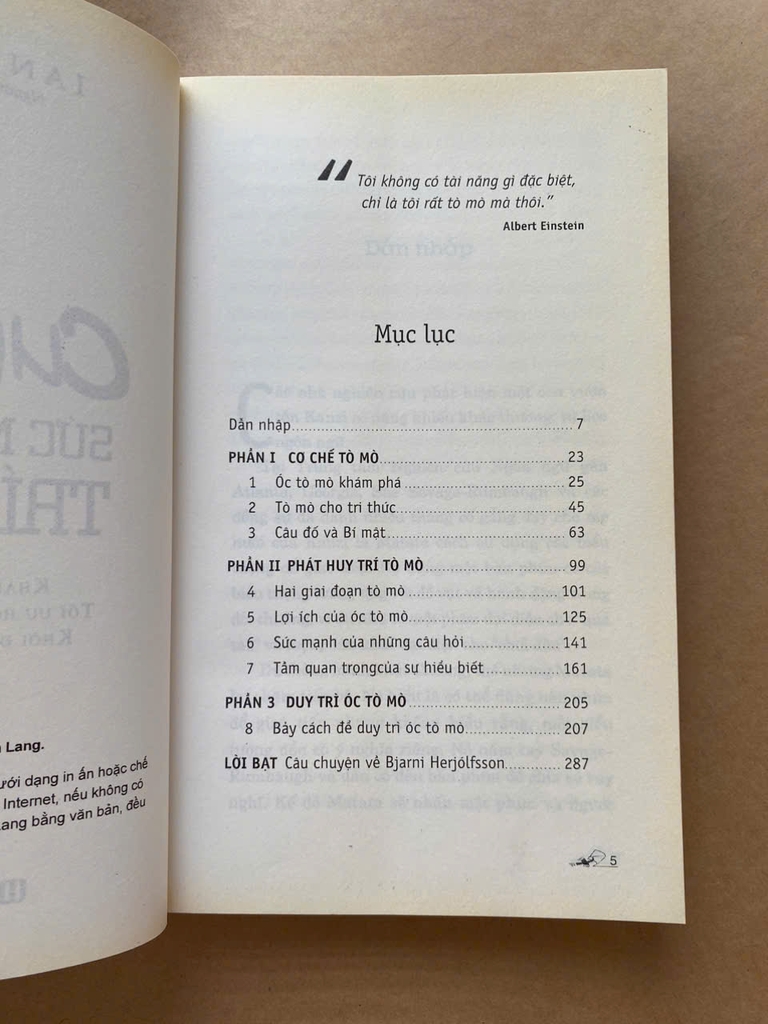 Lang.
ưới dạng in ấn hoặc chế
Internet, nếu không có
ang bằng văn bản, đều
" Tôi không có tài năng gì đặc biệt,
chỉ là tôi rất tò mò mà thôi.”
Albert Einstein
Mục lục
Dẫn nhập 7
PHẦN I CƠ CHẾ TÒ MÒ 23
1 Óc tò mò khám phá 25
2 Tò mò cho tri thức 45
3 Câu đố và Bí mật 63
PHẦN II PHÁT HUY TRÍ TÒ MÒ 99
4 Hai giai đoạn tò mò 101
5 Lợi ích của óc tò mò 125
6 Sức mạnh của những câu hỏi 141
7 Tầm quan trọngcủa sự hiểu biết 161
PHẦN 3 DUY TRÌ ÓC TÒ MÒ 205
8 Bảy cách để duy trì óc tò mò 207
LỜI BẠT Câu chuyện về Bjarni Herjólfsson 287
5